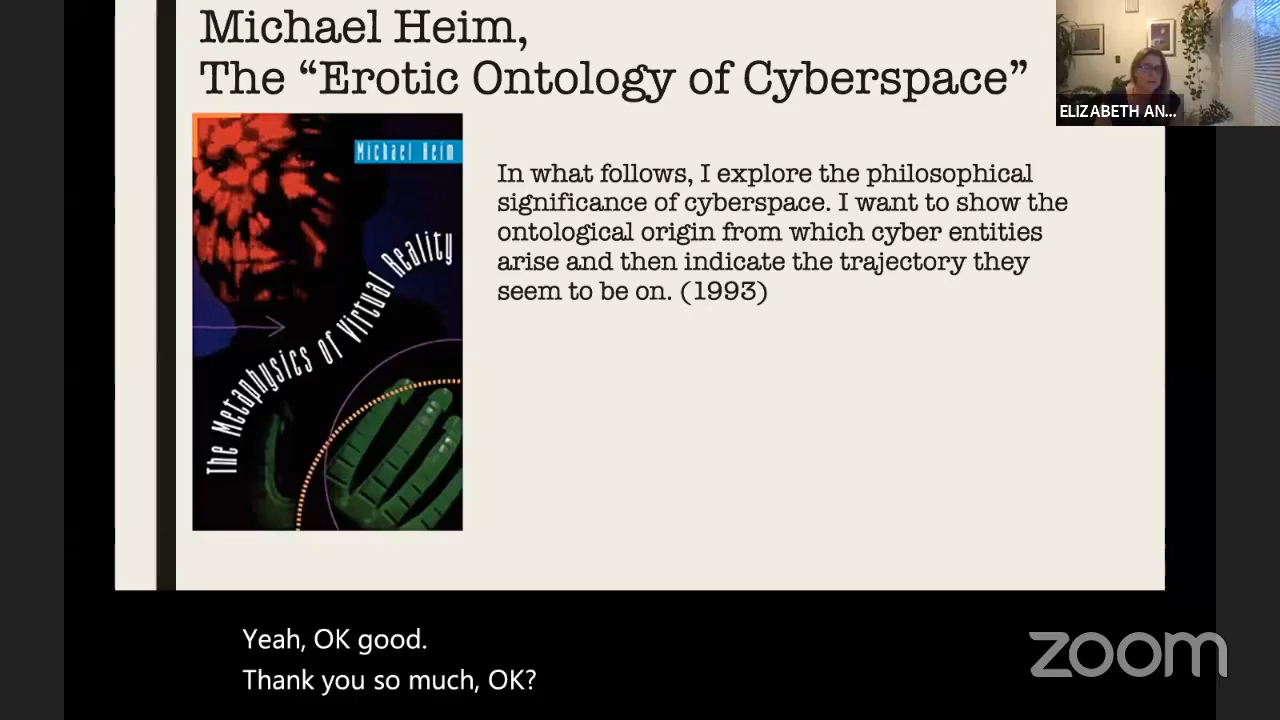 Michael Heim,
The “Erotic Ontology of Cyberspace”
ELIZABETH AN...
Michael Heim
The Metaphysics of Virtual Reality
In what follows, I explore the philosophical
significance of cyberspace. I want to show the
ontological origin from which cyber entities
arise and then indicate the trajectory they
seem to be on. (1993)
Yeah, OK good.
Thank you so much, OK?
zoom